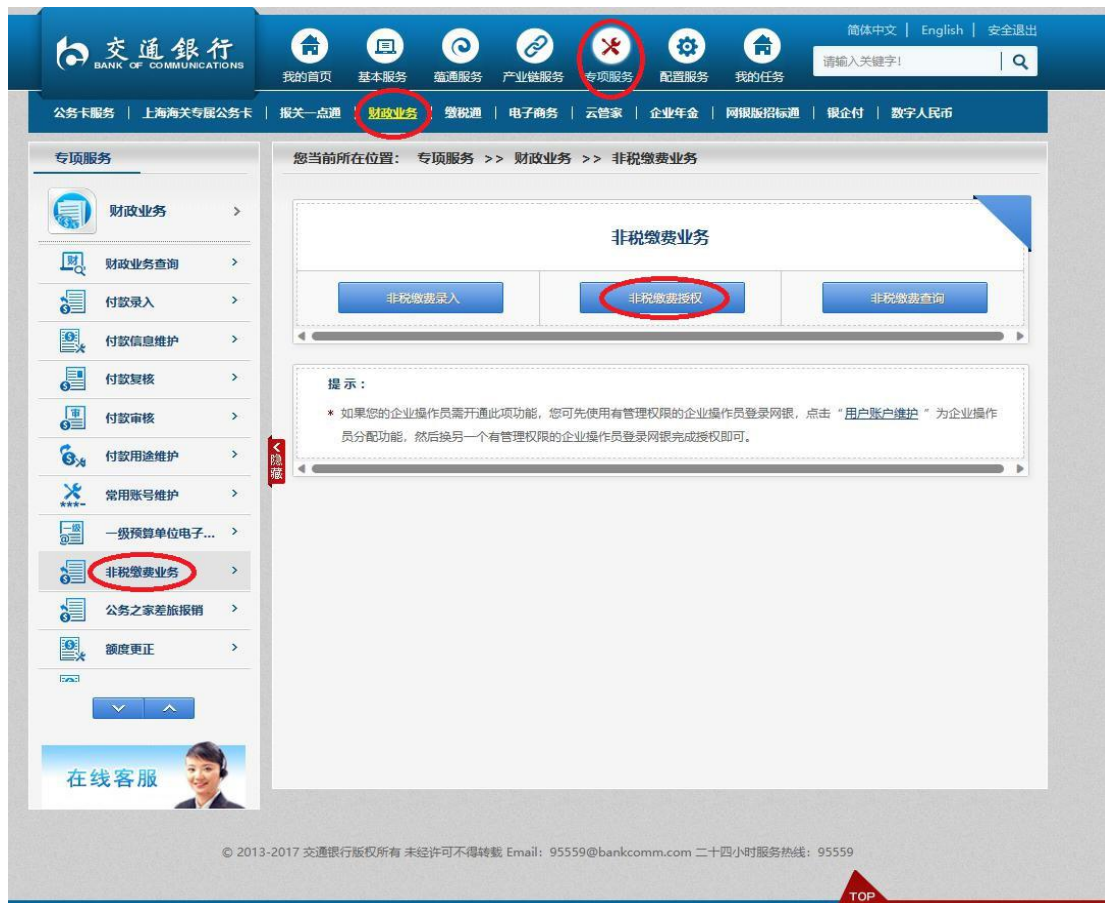 简体中文 | English | 安全退出
交通銀行
BANK OF COMMUNICATIONS
我的首页 基本服务 蕴通服务 产业链服务 专项服务 配置服务 我的任务
请输入关键字!
公务卡服务 | 上海海关专属公务卡 | 报关一点通 | 财政业务 | 缴税通 | 电子商务 | 云管家 | 企业年金 | 网银版招标通 | 银企付 | 数字人民币
专项服务
您当前所在位置: 专项服务 >> 财政业务 >> 非税缴费业务
财政业务
财政业务查询
付款录入
付款信息维护
付款复核
付款审核
付款用途维护
常用账号维护
一级预算单位电子...
非税缴费业务
公务之家差旅报销
额度更正
非税缴费业务
非税缴费录入 非税缴费授权 非税缴费查询
提示:
* 如果您的企业操作员需开通此项功能, 您可先使用有管理权限的企业操作员登录网银, 点击 "用户账户维护 " 为企业操作
员分配功能, 然后换另一个有管理权限的企业操作员登录网银完成授权即可。
隐藏
在线客服
© 2013-2017 交通银行版权所有 未经许可不得转载 Email: 95559@bankcomm.com 二十四小时服务热线: 95559
TOP